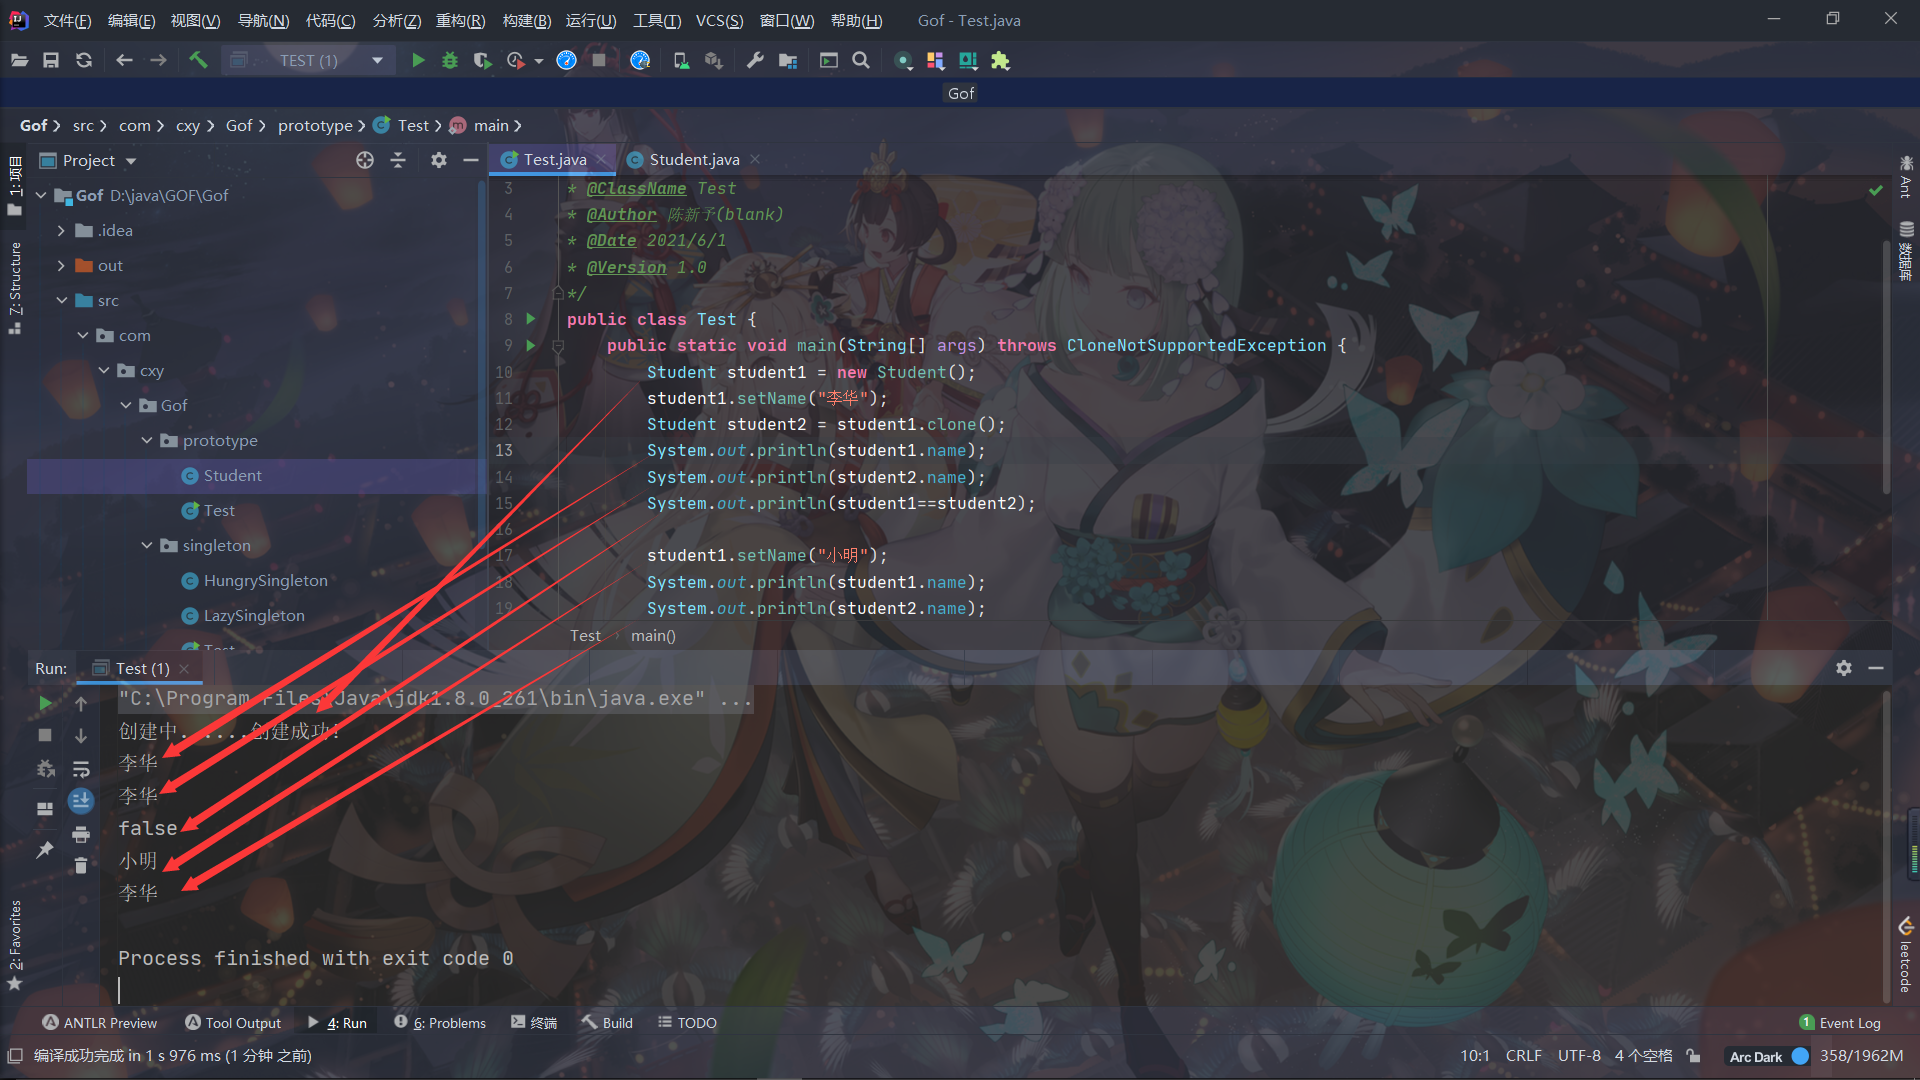 文件(F) 编辑(E) 视图(V) 导航(N) 代码(C) 分析(Z) 重构(R) 构建(B) 运行(U) 工具(T) VCS(S) 窗口(W) 帮助(H) Gof - Test.java
TEST (1)
Gof
Gof src com cxy Gof prototype Test main
1: 项目
Project
Test.java
Student.java
Gof D:\java\GOF\Gof
.idea
out
src
com
cxy
Gof
prototype
Student
Test
singleton
HungrySingleton
LazySingleton
Test
7: Structure
3 * @ClassName Test
4 * @Author 陈新予(blank)
5 * @Date 2021/6/1
6 * @Version 1.0
7 */
8 public class Test {
9 public static void main(String[] args) throws CloneNotSupportedException {
10 Student student1 = new Student();
11 student1.setName("李华");
12 Student student2 = student1.clone();
13 System.out.println(student1.name);
14 System.out.println(student2.name);
15 System.out.println(student1==student2);
16
17 student1.setName("小明");
18 System.out.println(student1.name);
19 System.out.println(student2.name);
Test main()
Ant
数据库
Run: Test (1)
"C:\Program Files\Java\jdk1.8.0_261\bin\java.exe" ...
创建中......创建成功!
李华
李华
false
小明
李华
Process finished with exit code 0
2: Favorites
leetcode
ANTLR Preview Tool Output 4: Run 6: Problems 终端 Build TODO 1 Event Log
编译成功完成 in 1 s 976 ms (1 分钟 之前) 10:1 CRLF UTF-8 4 个空格 Arc Dark 358/1962M